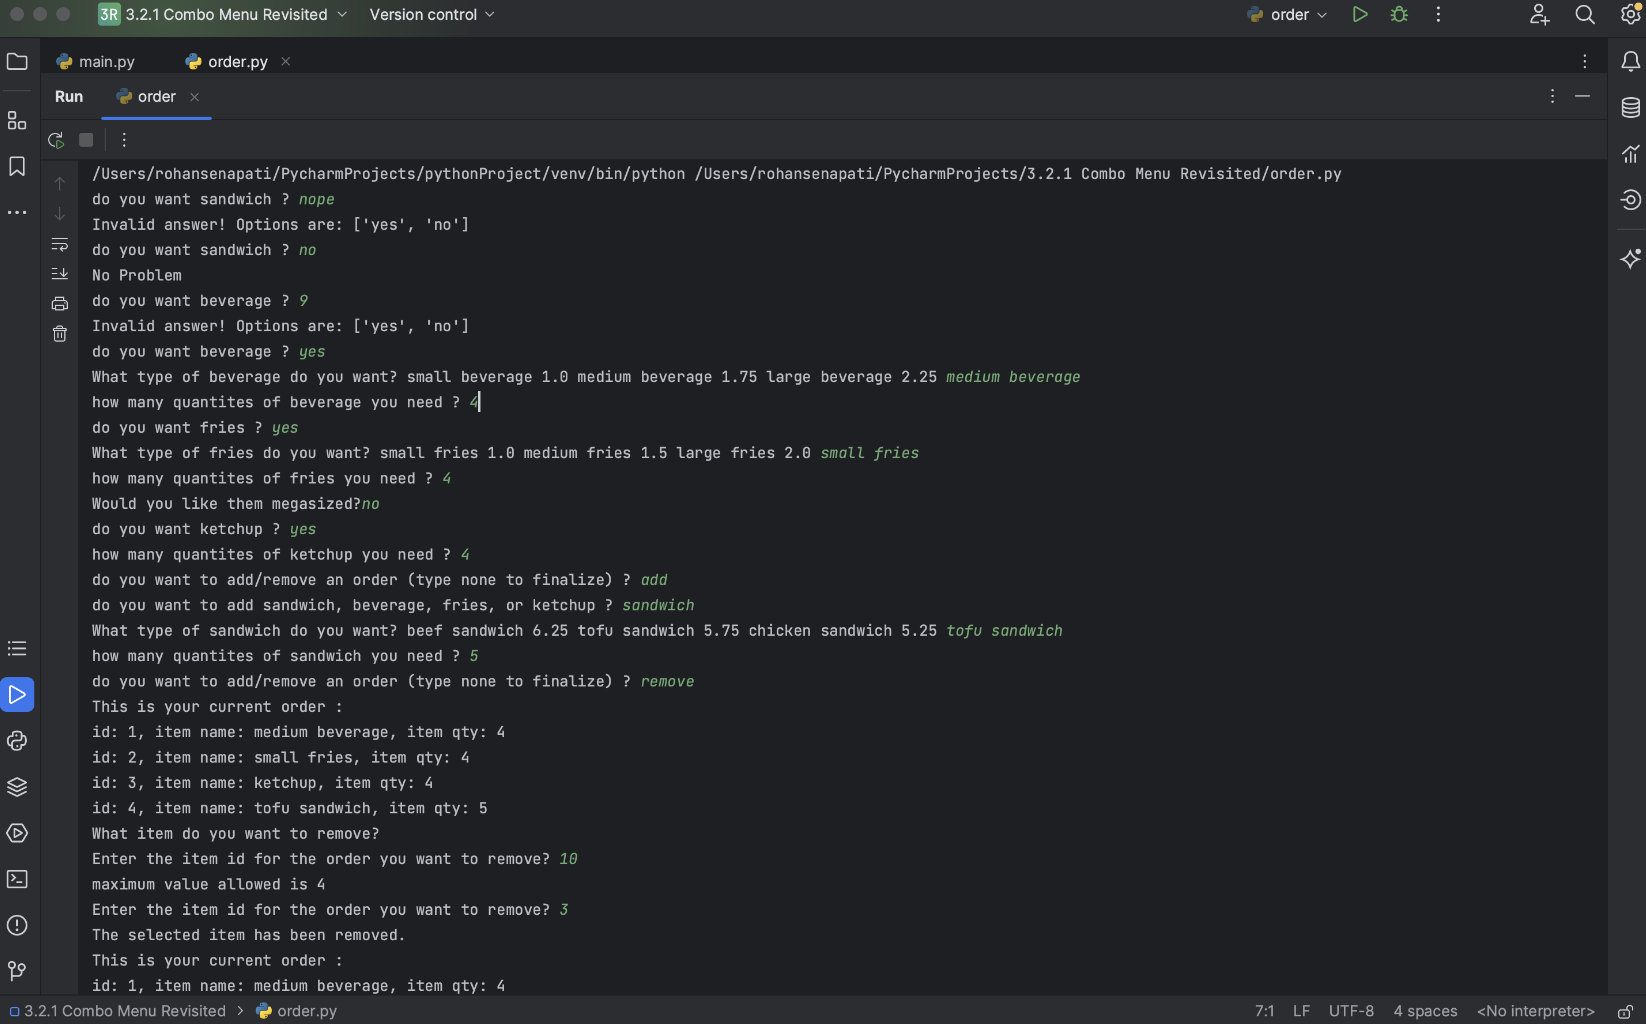 3R 3.2.1 Combo Menu Revisited Version control order
main.py order.py
Run order
/Users/rohansenapati/PycharmProjects/pythonProject/venv/bin/python /Users/rohansenapati/PycharmProjects/3.2.1 Combo Menu Revisited/order.py
do you want sandwich ? nope
Invalid answer! Options are: ['yes', 'no']
do you want sandwich ? no
No Problem
do you want beverage ? 9
Invalid answer! Options are: ['yes', 'no']
do you want beverage ? yes
What type of beverage do you want? small beverage 1.0 medium beverage 1.75 large beverage 2.25 medium beverage
how many quantites of beverage you need ? 4
do you want fries ? yes
What type of fries do you want? small fries 1.0 medium fries 1.5 large fries 2.0 small fries
how many quantites of fries you need ? 4
Would you like them megasized?no
do you want ketchup ? yes
how many quantites of ketchup you need ? 4
do you want to add/remove an order (type none to finalize) ? add
do you want to add sandwich, beverage, fries, or ketchup ? sandwich
What type of sandwich do you want? beef sandwich 6.25 tofu sandwich 5.75 chicken sandwich 5.25 tofu sandwich
how many quantites of sandwich you need ? 5
do you want to add/remove an order (type none to finalize) ? remove
This is your current order :
id: 1, item name: medium beverage, item qty: 4
id: 2, item name: small fries, item qty: 4
id: 3, item name: ketchup, item qty: 4
id: 4, item name: tofu sandwich, item qty: 5
What item do you want to remove?
Enter the item id for the order you want to remove? 10
maximum value allowed is 4
Enter the item id for the order you want to remove? 3
The selected item has been removed.
This is your current order :
id: 1, item name: medium beverage, item qty: 4
3.2.1 Combo Menu Revisited > order.py 7:1 LF UTF-8 4 spaces <No interpreter>